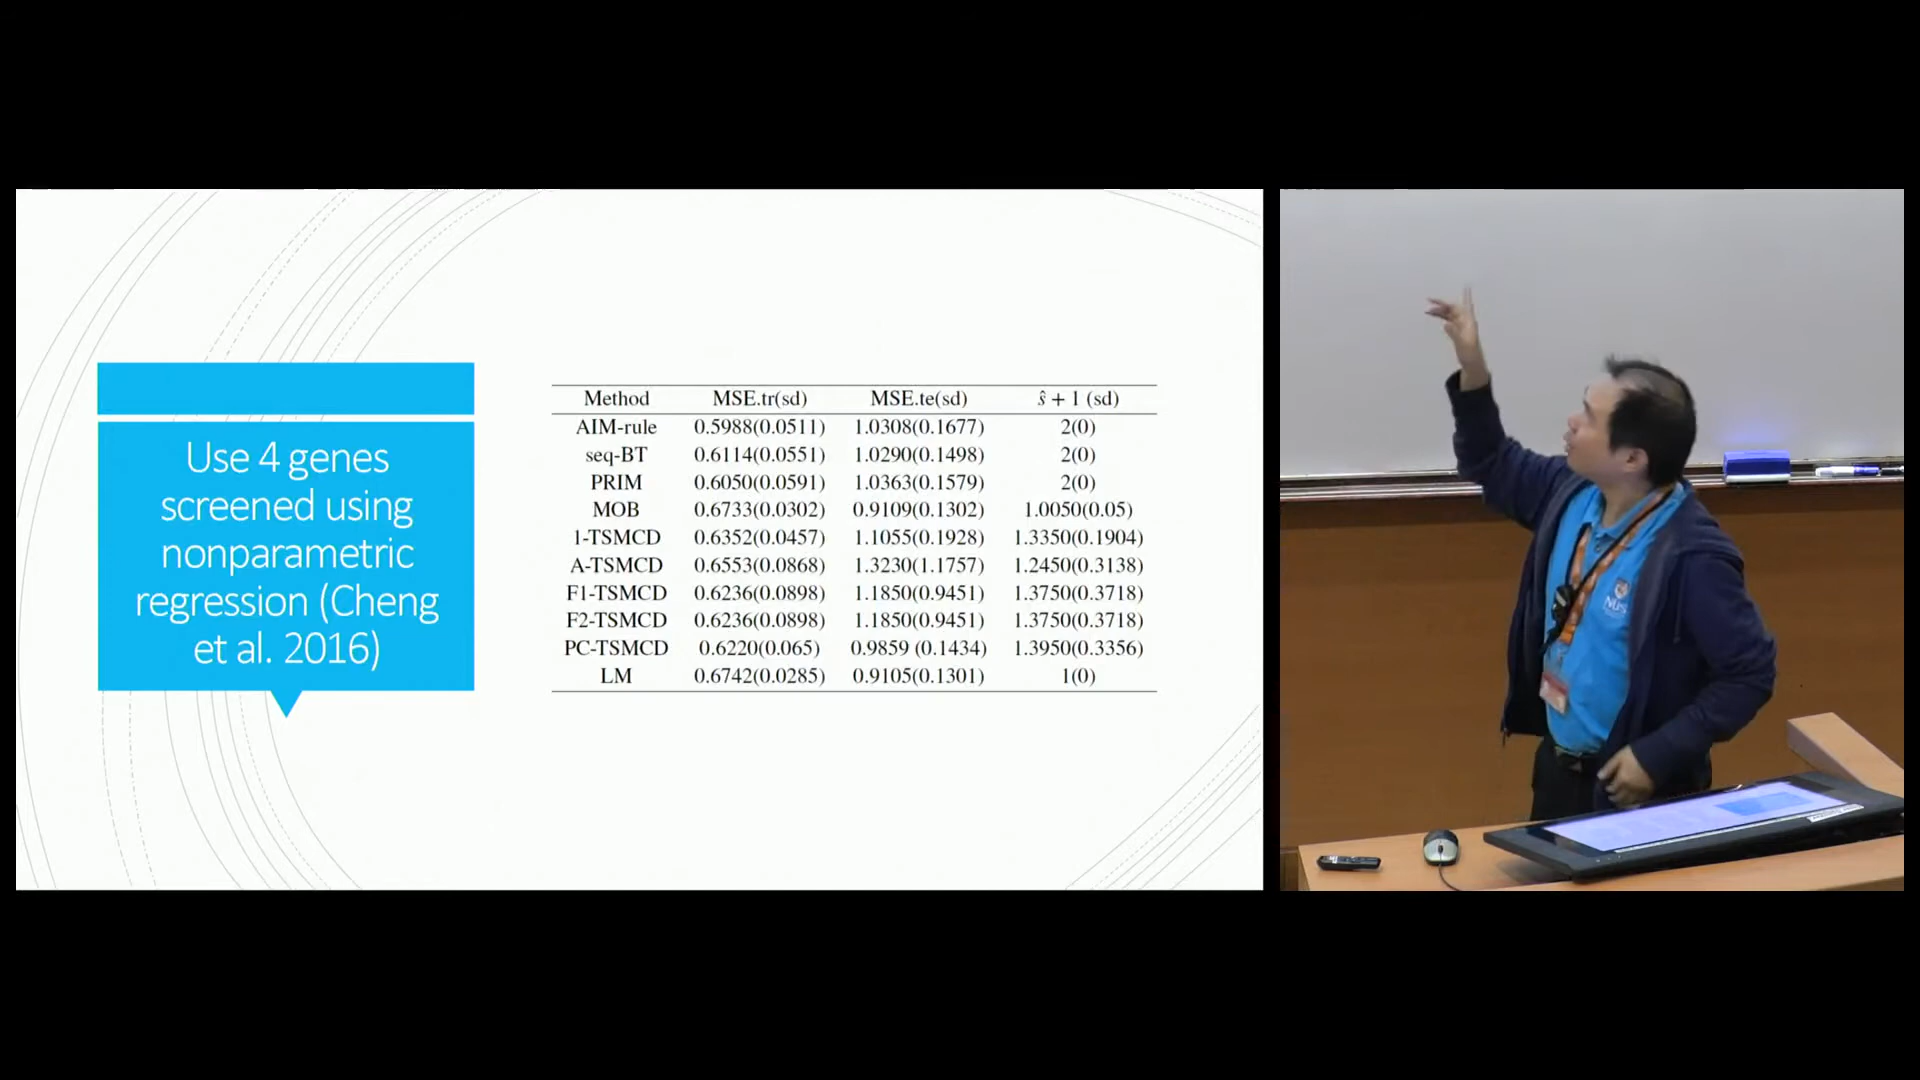 Use 4 genes
screened using
nonparametric
regression (Cheng
et al. 2016)
Method MSE.tr(sd) MSE.te(sd) ŝ + 1 (sd)
AIM-rule 0.5988(0.0511) 1.0308(0.1677) 2(0)
seq-BT 0.6114(0.0551) 1.0290(0.1498) 2(0)
PRIM 0.6050(0.0591) 1.0363(0.1579) 2(0)
MOB 0.6733(0.0302) 0.9109(0.1302) 1.0050(0.05)
1-TSMCD 0.6352(0.0457) 1.1055(0.1928) 1.3350(0.1904)
A-TSMCD 0.6553(0.0868) 1.3230(1.1757) 1.2450(0.3138)
F1-TSMCD 0.6236(0.0898) 1.1850(0.9451) 1.3750(0.3718)
F2-TSMCD 0.6236(0.0898) 1.1850(0.9451) 1.3750(0.3718)
PC-TSMCD 0.6220(0.065) 0.9859 (0.1434) 1.3950(0.3356)
LM 0.6742(0.0285) 0.9105(0.1301) 1(0)
NUS